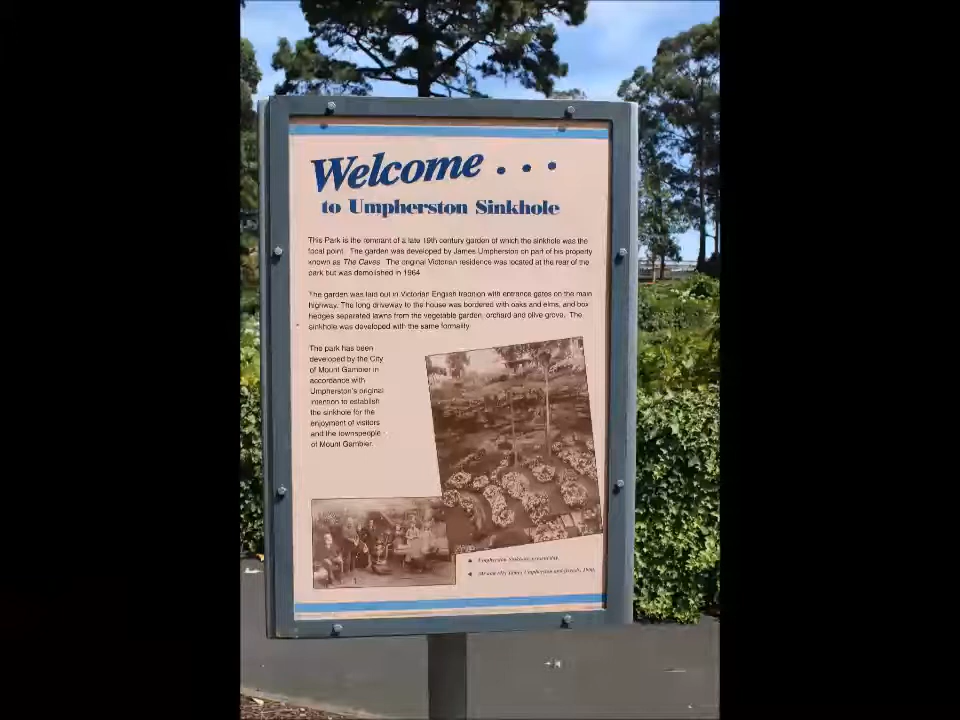 Welcome . . .
to Umpherston Sinkhole
This Park is the remnant of a late 19th century garden of which the sinkhole was the
focal point. The garden was developed by James Umpherston on part of his property
known as The Caves. The original Victorian residence was located at the rear of the
park but was demolished in 1964
The garden was laid out in Victorian English tradition with entrance gates on the main
highway. The long driveway to the house was bordered with oaks and elms, and box
hedges seperated lawns from the vegetable garden, orchard and olive grove. The
sinkhole was developed with the same formality
The park has been
developed by the City
of Mount Gambier in
accordance with
Umpherston's original
intention to establish
the sinkhole for the
enjoyment of visitors
and the townspeople
of Mount Gambier.
Umpherston Sinkhole
James Umpherston and friends,